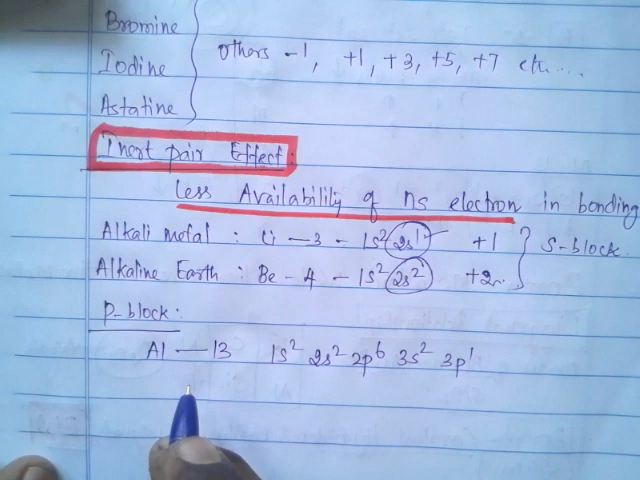 Bromine
Iodine
Astatine
others -1, +1, +3, +5, +7 etc....
Inert pair Effect:
Less Availability of ns electron in bonding
Alkali metal : Li — 3 - 1s² 2s¹ +1
Alkaline Earth : Be - 4 - 1s² 2s² +2
S-block
P-block:
Al — 13 1s² 2s² 2p⁶ 3s² 3p¹